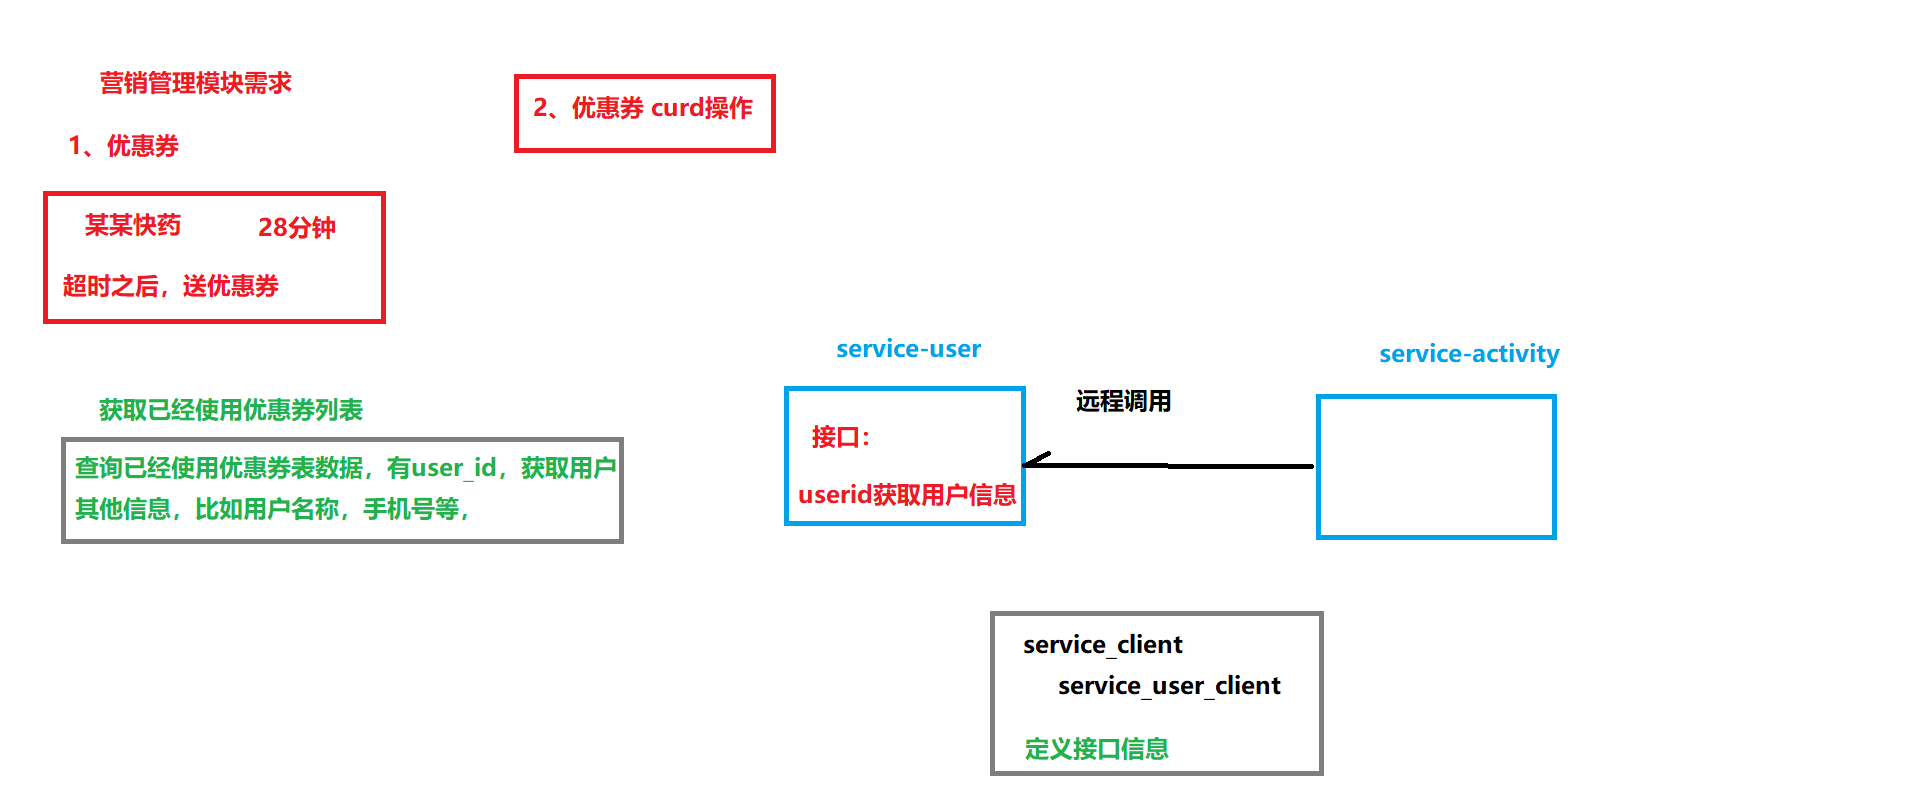 营销管理模块需求
1、优惠券
某某快药 28分钟
超时之后，送优惠券
2、优惠券 curd操作
获取已经使用优惠券列表
查询已经使用优惠券表数据，有user_id，获取用户
其他信息，比如用户名称，手机号等，
service-user
接口：
userid获取用户信息
远程调用
service-activity
service_client
service_user_client
定义接口信息